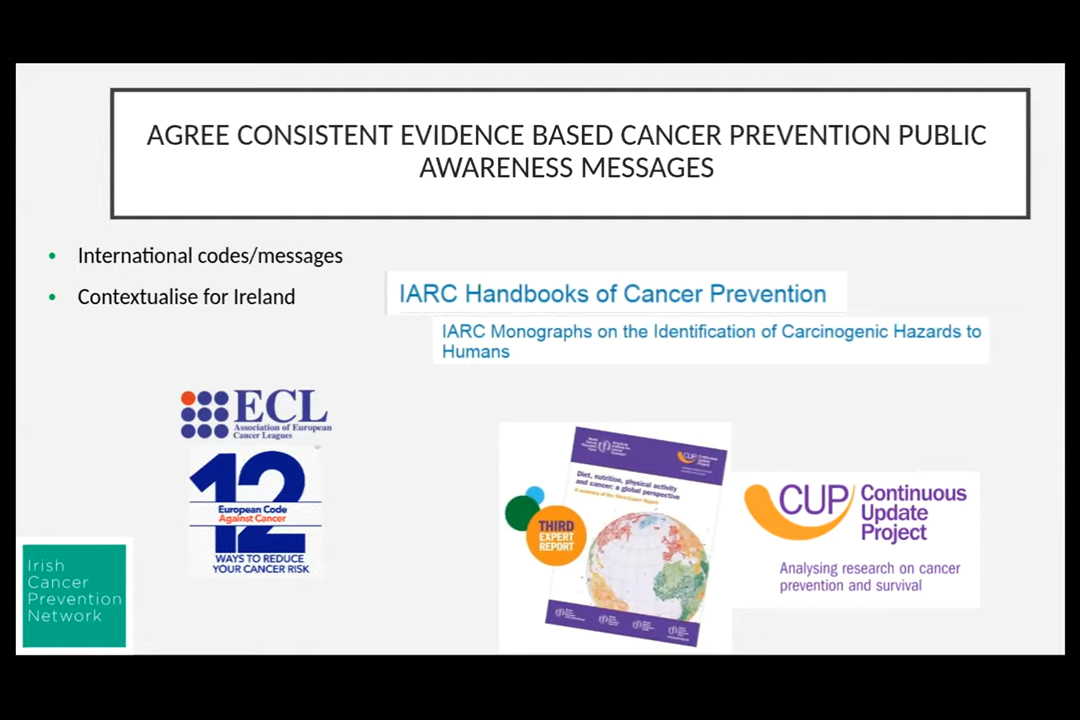 AGREE CONSISTENT EVIDENCE BASED CANCER PREVENTION PUBLIC
AWARENESS MESSAGES
• International codes/messages
• Contextualise for Ireland
IARC Handbooks of Cancer Prevention
IARC Monographs on the Identification of Carcinogenic Hazards to
Humans
ECL
Association of European
Cancer Leagues
12
European Code
Against Cancer
WAYS TO REDUCE
YOUR CANCER RISK
CUP
Diet, nutrition, physical activity
and cancer: a global perspective
A summary of the Third Expert Report
THIRD
EXPERT
REPORT
CUP
Continuous
Update
Project
Analysing research on cancer
prevention and survival
Irish
Cancer
Prevention
Network